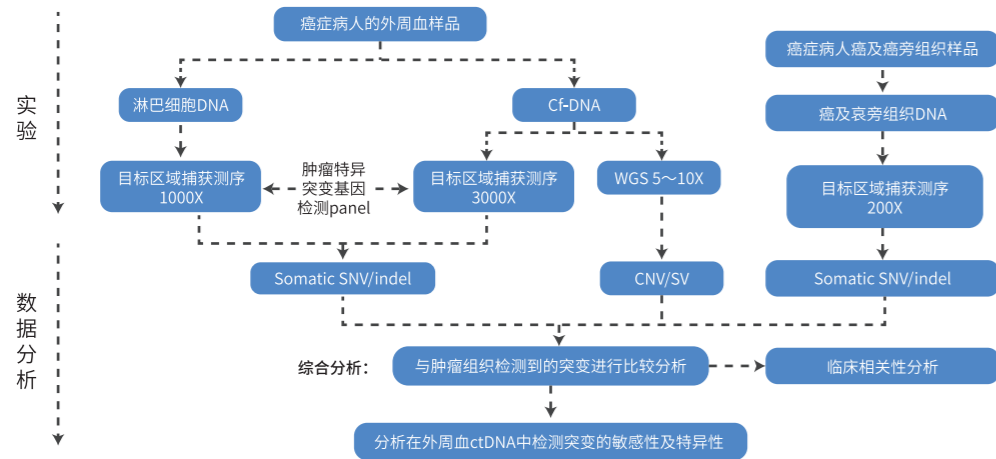 癌症病人的外周血样品
癌症病人癌及癌旁组织样品
实验
淋巴细胞DNA
Cf-DNA
癌及哀旁组织DNA
目标区域捕获测序
1000X
肿瘤特异
突变基因
检测panel
目标区域捕获测序
3000X
WGS 5～10X
目标区域捕获测序
200X
数据分析
Somatic SNV/indel
CNV/SV
Somatic SNV/indel
综合分析：
与肿瘤组织检测到的突变进行比较分析
临床相关性分析
分析在外周血ctDNA中检测突变的敏感性及特异性